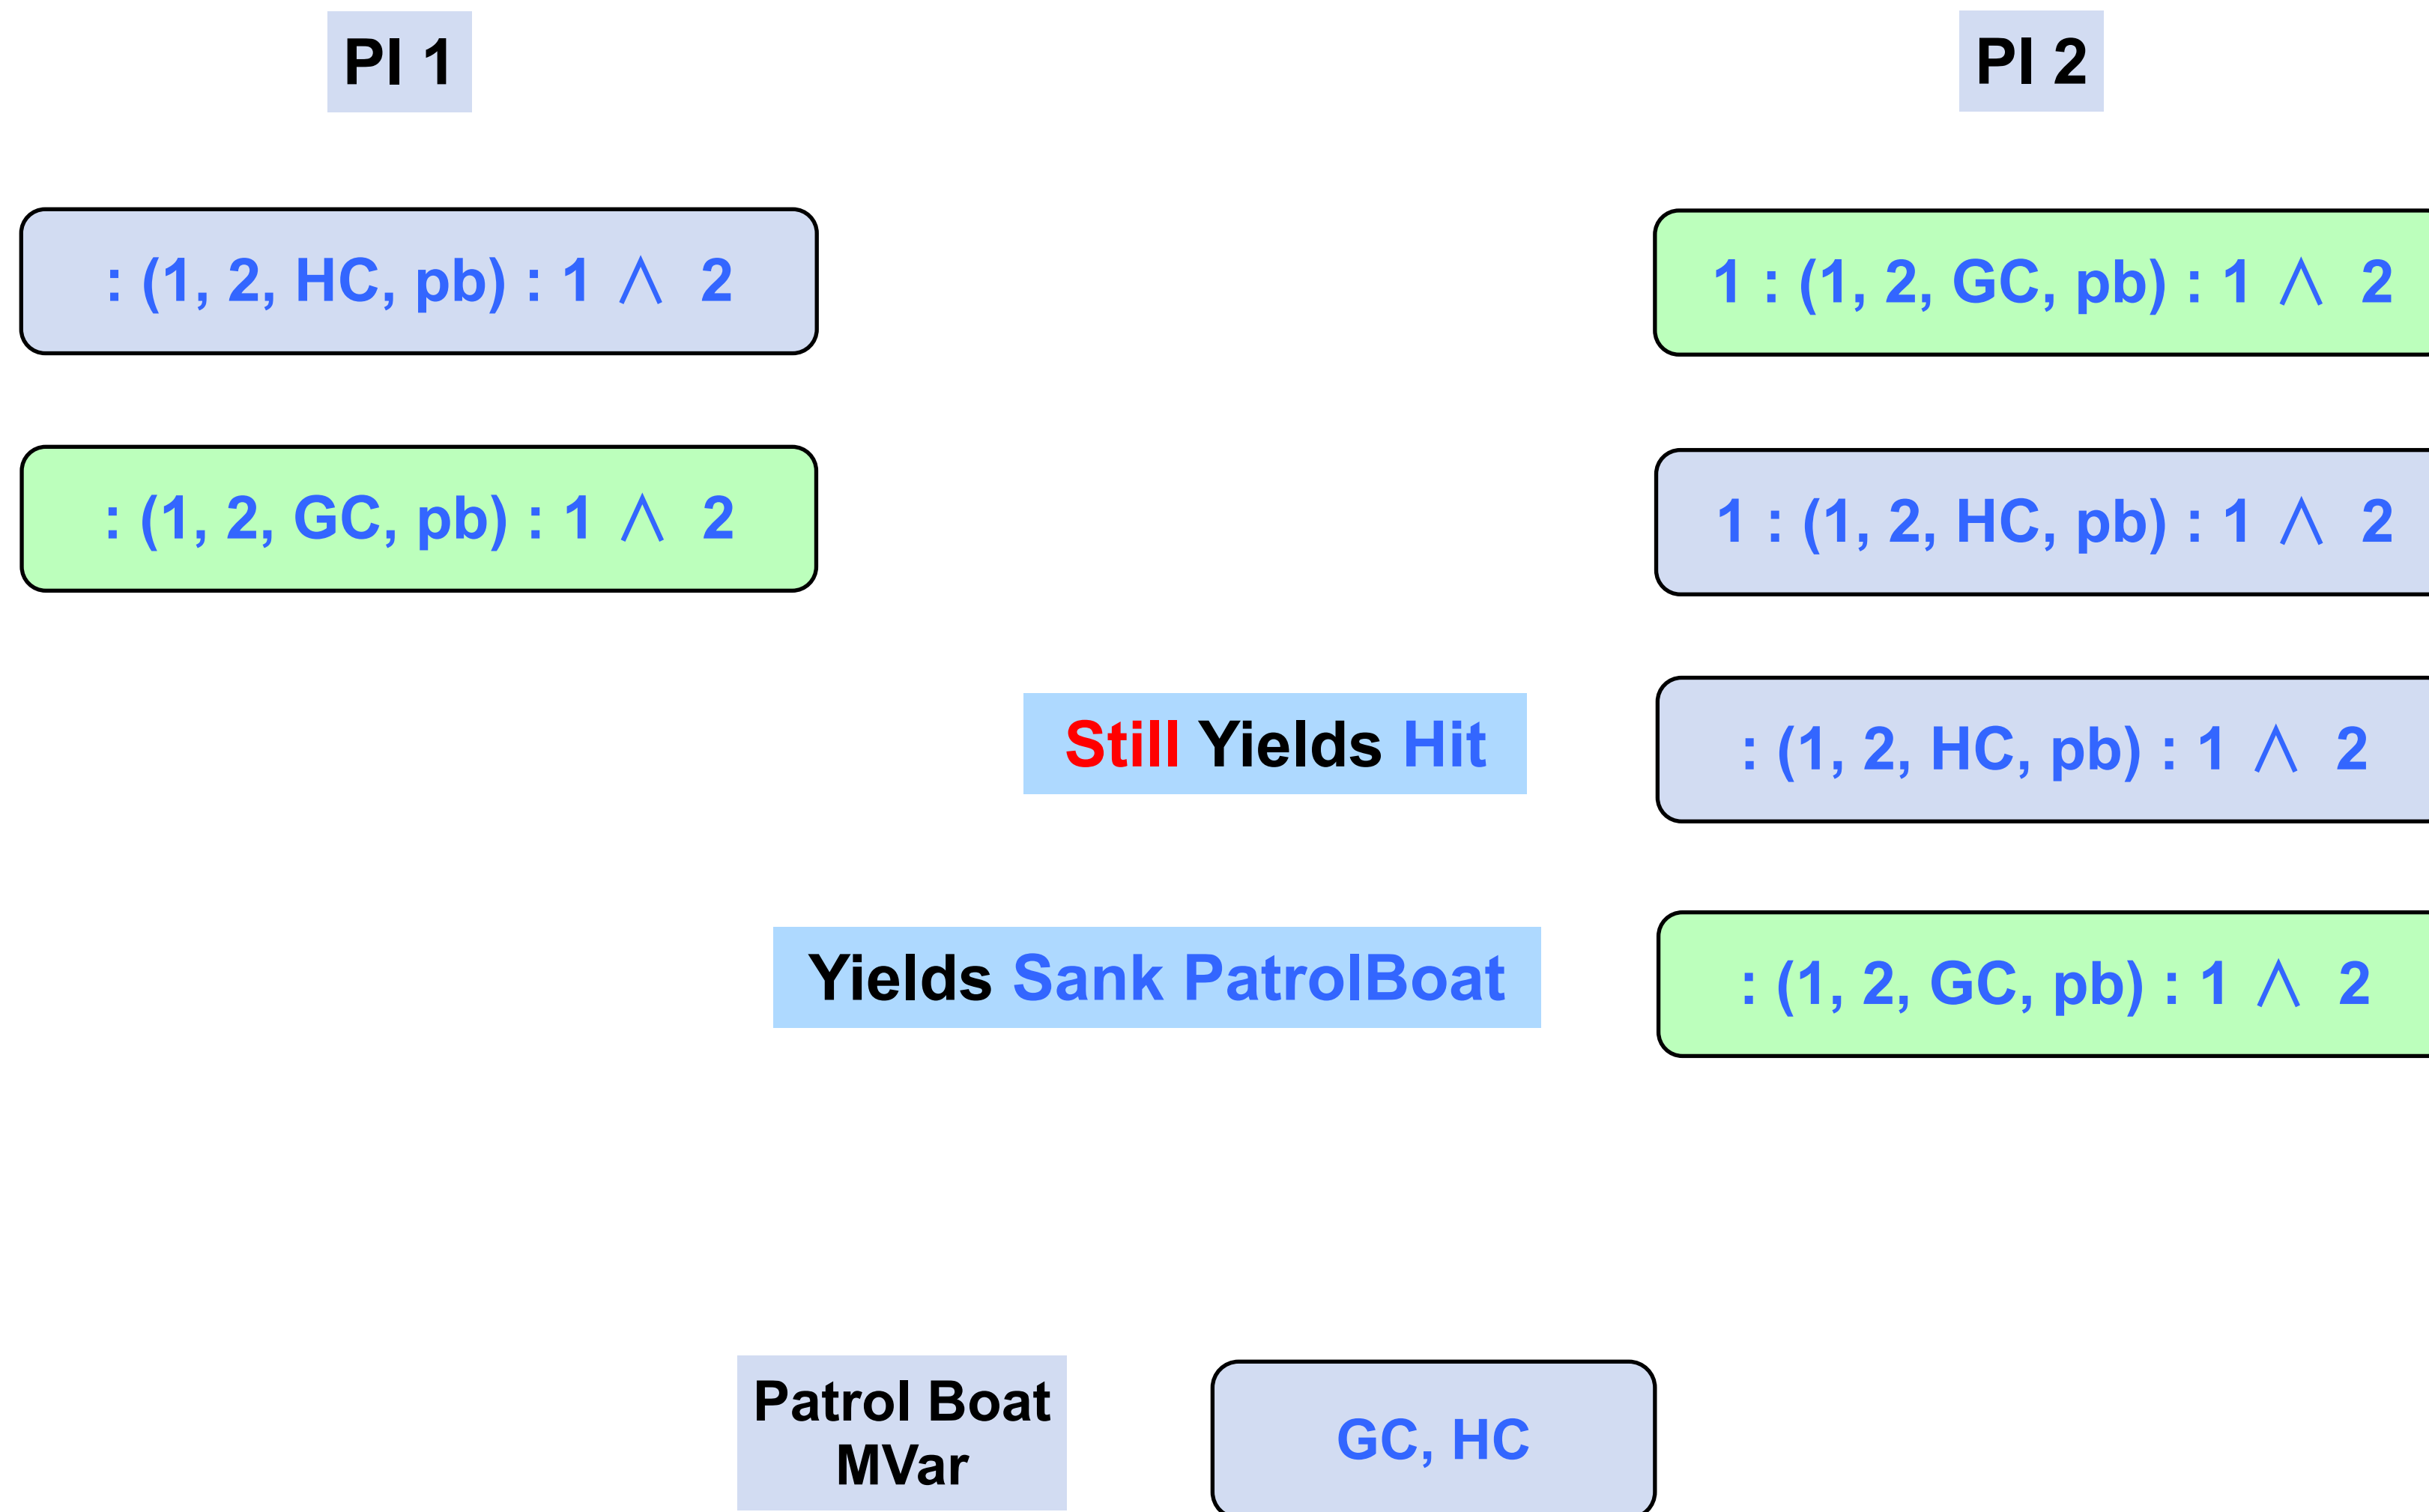 PI 1
PI 2
: (1, 2, HC, pb) : 1 ∧ 2
1 : (1, 2, GC, pb) : 1 ∧ 2
: (1, 2, GC, pb) : 1 ∧ 2
1 : (1, 2, HC, pb) : 1 ∧ 2
Still Yields Hit
: (1, 2, HC, pb) : 1 ∧ 2
Yields Sank PatrolBoat
: (1, 2, GC, pb) : 1 ∧ 2
Patrol Boat
MVar
GC, HC